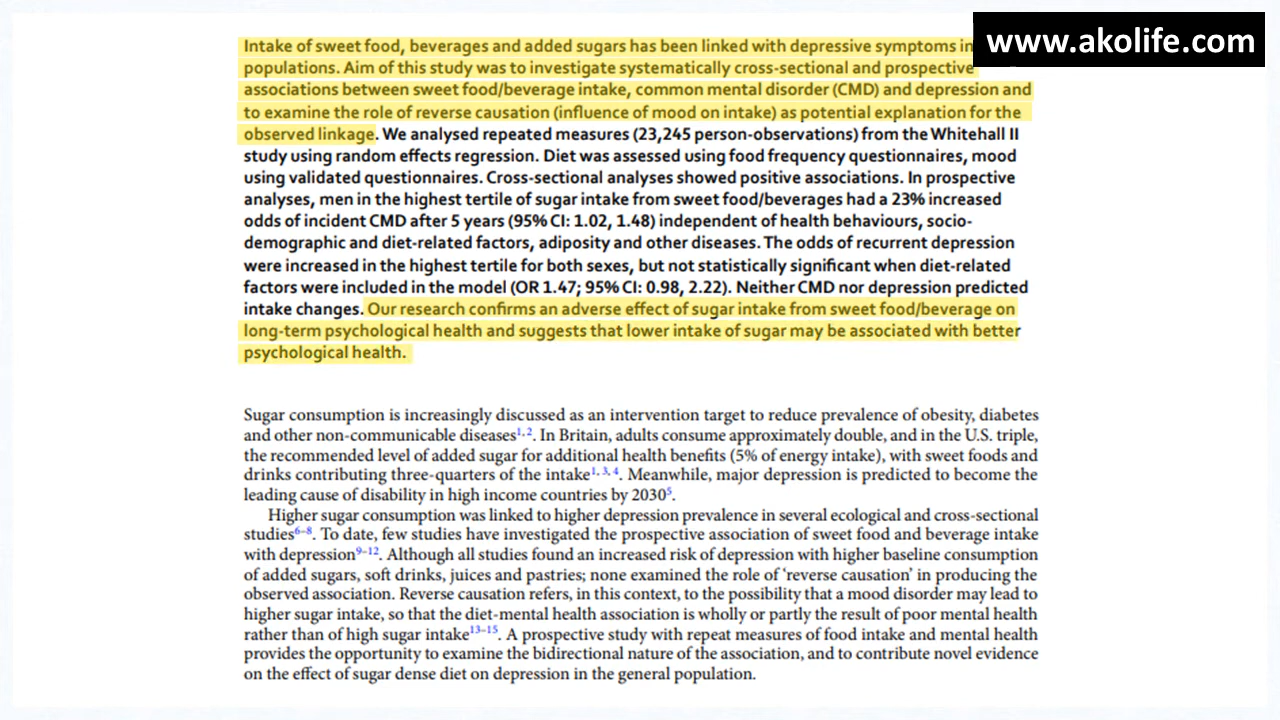 www.akolife.com
Intake of sweet food, beverages and added sugars has been linked with depressive symptoms in
populations. Aim of this study was to investigate systematically cross-sectional and prospective
associations between sweet food/beverage intake, common mental disorder (CMD) and depression and
to examine the role of reverse causation (influence of mood on intake) as potential explanation for the
observed linkage. We analysed repeated measures (23,245 person-observations) from the Whitehall II
study using random effects regression. Diet was assessed using food frequency questionnaires, mood
using validated questionnaires. Cross-sectional analyses showed positive associations. In prospective
analyses, men in the highest tertile of sugar intake from sweet food/beverages had a 23% increased
odds of incident CMD after 5 years (95% CI: 1.02, 1.48) independent of health behaviours, socio-
demographic and diet-related factors, adiposity and other diseases. The odds of recurrent depression
were increased in the highest tertile for both sexes, but not statistically significant when diet-related
factors were included in the model (OR 1.47; 95% CI: 0.98, 2.22). Neither CMD nor depression predicted
intake changes. Our research confirms an adverse effect of sugar intake from sweet food/beverage on
long-term psychological health and suggests that lower intake of sugar may be associated with better
psychological health.
Sugar consumption is increasingly discussed as an intervention target to reduce prevalence of obesity, diabetes
and other non-communicable diseases1,2. In Britain, adults consume approximately double, and in the U.S. triple,
the recommended level of added sugar for additional health benefits (5% of energy intake), with sweet foods and
drinks contributing three-quarters of the intake1,3,4. Meanwhile, major depression is predicted to become the
leading cause of disability in high income countries by 20305.
Higher sugar consumption was linked to higher depression prevalence in several ecological and cross-sectional
studies6–8. To date, few studies have investigated the prospective association of sweet food and beverage intake
with depression9–12. Although all studies found an increased risk of depression with higher baseline consumption
of added sugars, soft drinks, juices and pastries; none examined the role of ‘reverse causation’ in producing the
observed association. Reverse causation refers, in this context, to the possibility that a mood disorder may lead to
higher sugar intake, so that the diet-mental health association is wholly or partly the result of poor mental health
rather than of high sugar intake13–15. A prospective study with repeat measures of food intake and mental health
provides the opportunity to examine the bidirectional nature of the association, and to contribute novel evidence
on the effect of sugar dense diet on depression in the general population.